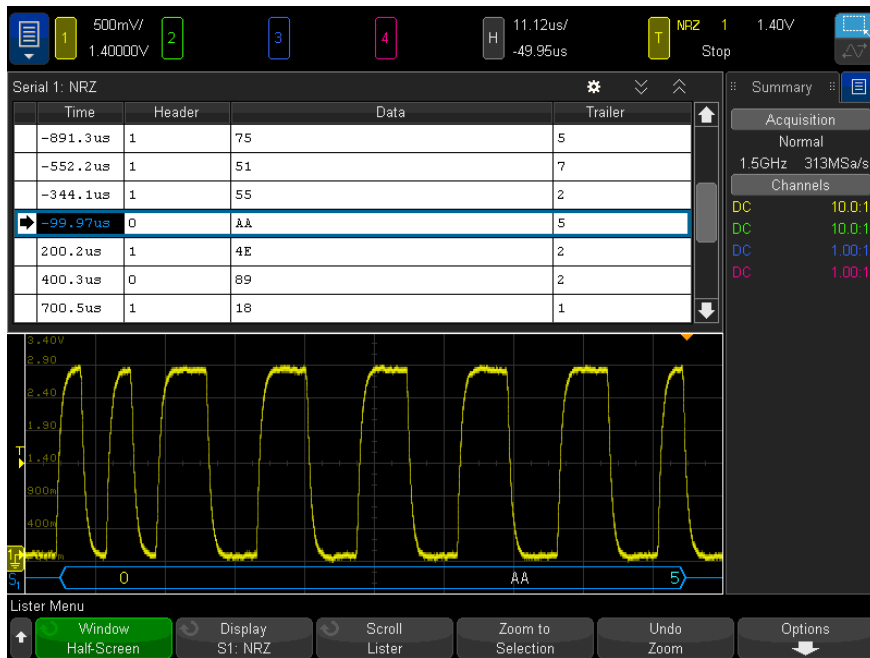 1 500mV/ 2 3 4 H 11.12us/ T NRZ 1 1.40V
1.40000V -49.95us Stop
Serial 1: NRZ
Time Header Data Trailer
-891.3us 1 75 5
-552.2us 1 51 7
-344.1us 1 55 2
-99.97us 0 AA 5
200.2us 1 4E 2
400.3us 0 89 2
700.5us 1 18 1
Summary
Acquisition
Normal
1.5GHz 313MSa/s
Channels
DC 10.0:1
DC 10.0:1
DC 1.00:1
DC 1.00:1
3.40V
2.90
2.40
1.90
T
1.40
900m
400m
1
S1 0 AA 5
Lister Menu
Window Display Scroll Zoom to Undo Options
Half-Screen S1: NRZ Lister Selection Zoom